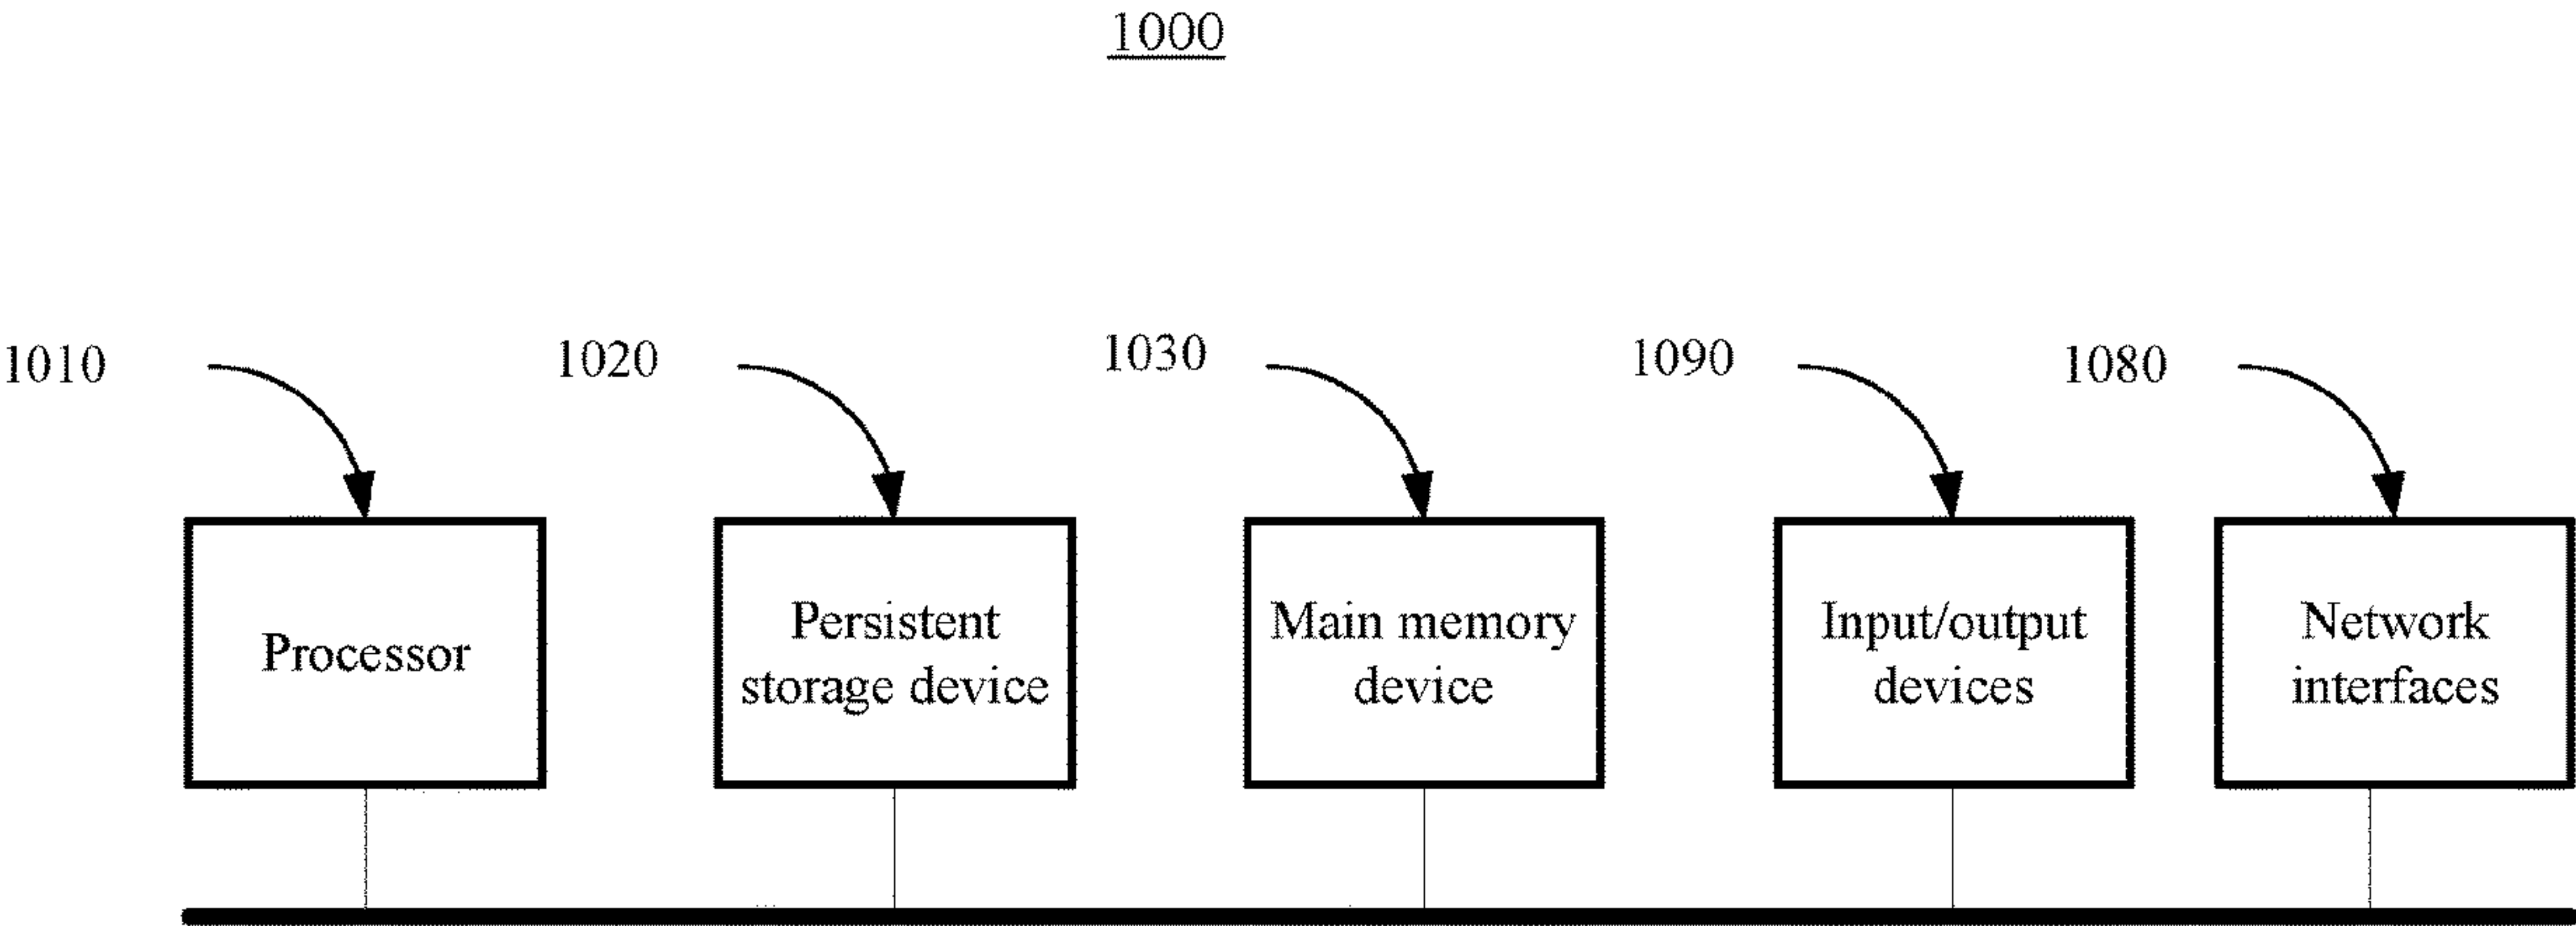 1000
1010
1020
1030
1090
1080
Processor
Persistent
storage device
Main memory
device
Input/output
devices
Network
interfaces